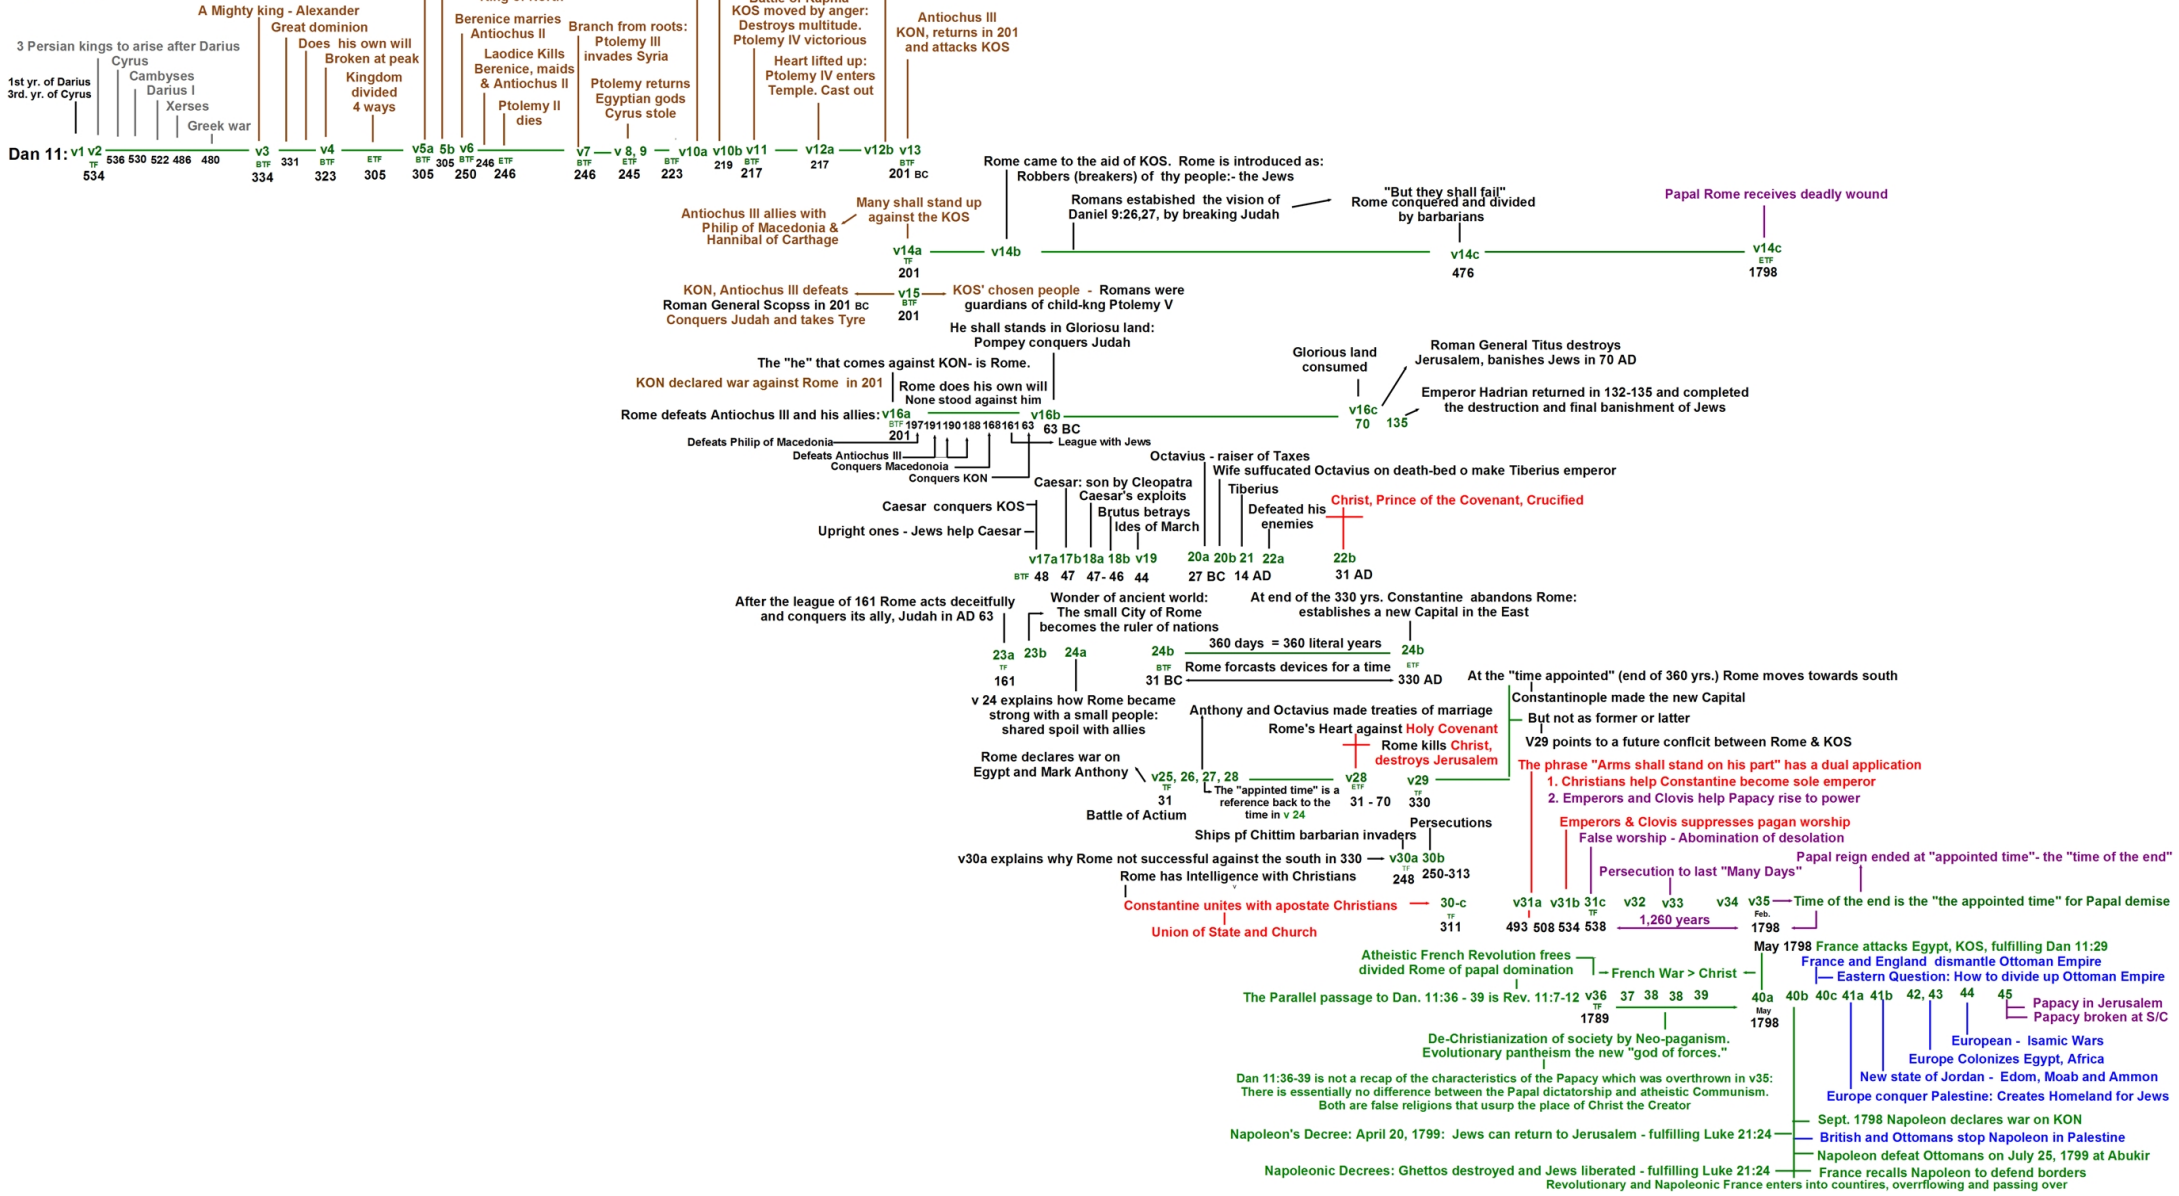 A Mighty king - Alexander
Great dominion
Does his own will
Broken at peak
Kingdom
divided
4 ways
3 Persian kings to arise after Darius
Cyrus
Cambyses
Darius I
Xerses
Greek war
1st yr. of Darius
3rd. yr. of Cyrus
Berenice marries
Antiochus II
Laodice Kills
Berenice, maids
& Antiochus II
Ptolemy II
dies
Branch from roots:
Ptolemy III
invades Syria
Ptolemy returns
Egyptian gods
Cyrus stole
KOS moved by anger:
Destroys multitude.
Ptolemy IV victorious
Heart lifted up:
Ptolemy IV enters
Temple. Cast out
Antiochus III
KON, returns in 201
and attacks KOS
Dan 11: v1 v2 536 530 522 486 480 v3 331 v4 ETF v5a 305 5b v6 246 ETF v7 v 8, 9 v10a v10b v11 v12a v12b v13
TF BTF BTF BTF BTF ETF BTF 219 BTF 217 BTF
534 334 323 305 305 250 246 246 245 223 217 201 BC
Rome came to the aid of KOS. Rome is introduced as:
Robbers (breakers) of thy people:- the Jews
Romans estabished the vision of
Daniel 9:26,27, by breaking Judah
"But they shall fail"
Rome conquered and divided
by barbarians
Papal Rome receives deadly wound
Many shall stand up
against the KOS
Antiochus III allies with
Philip of Macedonia &
Hannibal of Carthage
v14a v14b v14c v14c
TF ETF
201 476 1798
KON, Antiochus III defeats
Roman General Scopss in 201 BC
Conquers Judah and takes Tyre
v15
BTF
201
KOS' chosen people - Romans were
guardians of child-kng Ptolemy V
He shall stands in Gloriosu land:
Pompey conquers Judah
The "he" that comes against KON- is Rome.
KON declared war against Rome in 201
Rome does his own will
None stood against him
Glorious land
consumed
Roman General Titus destroys
Jerusalem, banishes Jews in 70 AD
Emperor Hadrian returned in 132-135 and completed
the destruction and final banishment of Jews
Rome defeats Antiochus III and his allies: v16a v16b v16c
BTF 197 191 190 188 168 161 63 63 BC 70 135
201
Defeats Philip of Macedonia
League with Jews
Defeats Antiochus III
Conquers Macedonoia
Conquers KON
Octavius - raiser of Taxes
Wife suffucated Octavius on death-bed o make Tiberius emperor
Caesar: son by Cleopatra
Caesar's exploits
Brutus betrays
Ides of March
Tiberius
Defeated his
enemies
Christ, Prince of the Covenant, Crucified
Caesar conquers KOS
Upright ones - Jews help Caesar
v17a 17b 18a 18b v19 20a 20b 21 22a 22b
BTF 48 47 47- 46 44 27 BC 14 AD 31 AD
After the league of 161 Rome acts deceitfully
and conquers its ally, Judah in AD 63
Wonder of ancient world:
The small City of Rome
becomes the ruler of nations
At end of the 330 yrs. Constantine abandons Rome:
establishes a new Capital in the East
360 days = 360 literal years
23a 23b 24a 24b 24b
TF BTF Rome forcasts devices for a time ETF
161 31 BC 330 AD
v 24 explains how Rome became
strong with a small people:
shared spoil with allies
At the "time appointed" (end of 360 yrs.) Rome moves towards south
Constantinople made the new Capital
But not as former or latter
V29 points to a future conflcit between Rome & KOS
Anthony and Octavius made treaties of marriage
Rome's Heart against Holy Covenant
Rome kills Christ,
destroys Jerusalem
Rome declares war on
Egypt and Mark Anthony
v25, 26, 27, 28 v28 v29
TF ETF TF
31 31 - 70 330
Battle of Actium
The "appinted time" is a
reference back to the
time in v 24
The phrase "Arms shall stand on his part" has a dual application
1. Christians help Constantine become sole emperor
2. Emperors and Clovis help Papacy rise to power
Persecutions
Ships pf Chittim barbarian invaders
Emperors & Clovis suppresses pagan worship
False worship - Abomination of desolation
Papal reign ended at "appointed time"- the "time of the end"
Persecution to last "Many Days"
v30a explains why Rome not successful against the south in 330 v30a 30b
TF
248 250-313
Rome has Intelligence with Christians
v
Constantine unites with apostate Christians
Union of State and Church
30-c
TF
311
v31a v31b 31c v32 v33 v34 v35 Time of the end is the "the appointed time" for Papal demise
TF Feb.
493 508 534 538 1,260 years 1798
May 1798 France attacks Egypt, KOS, fulfilling Dan 11:29
France and England dismantle Ottoman Empire
Eastern Question: How to divide up Ottoman Empire
Atheistic French Revolution frees
divided Rome of papal domination
French War > Christ
The Parallel passage to Dan. 11:36 - 39 is Rev. 11:7-12 v36 37 38 38 39 40a 40b 40c 41a 41b 42, 43 44 45
TF May
1789 1798
Papacy in Jerusalem
Papacy broken at S/C
De-Christianization of society by Neo-paganism.
Evolutionary pantheism the new "god of forces."
European - Isamic Wars
Europe Colonizes Egypt, Africa
New state of Jordan - Edom, Moab and Ammon
Europe conquer Palestine: Creates Homeland for Jews
Dan 11:36-39 is not a recap of the characteristics of the Papacy which was overthrown in v35:
There is essentially no difference between the Papal dictatorship and atheistic Communism.
Both are false religions that usurp the place of Christ the Creator
Sept. 1798 Napoleon declares war on KON
Napoleon's Decree: April 20, 1799: Jews can return to Jerusalem - fulfilling Luke 21:24
British and Ottomans stop Napoleon in Palestine
Napoleon defeat Ottomans on July 25, 1799 at Abukir
Napoleonic Decrees: Ghettos destroyed and Jews liberated - fulfilling Luke 21:24
France recalls Napoleon to defend borders
Revolutionary and Napoleonic France enters into countires, overflowing and passing over